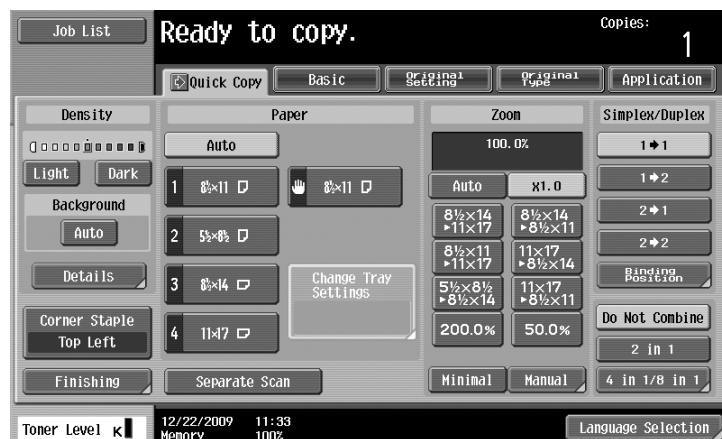 Job List
Ready to copy.
Copies:
1
Quick Copy
Basic
Original
Setting
Original
Type
Application
Density
Light
Dark
Background
Auto
Details
Corner Staple
Top Left
Finishing
Paper
Auto
1 8½×11
8½×11
2 5½×8½
3 8½×14
4 11×17
Change Tray
Settings
Separate Scan
Zoom
100.0%
Auto
x1.0
8½×14
▸11×17
8½×14
▸8½×11
8½×11
▸11×17
11×17
▸8½×14
5½×8½
▸8½×14
11×17
▸8½×11
200.0%
50.0%
Minimal
Manual
Simplex/Duplex
1➔1
1➔2
2➔1
2➔2
Binding
Position
Do Not Combine
2 in 1
4 in 1/8 in 1
Toner Level K
12/22/2009 11:33
Memory 100%
Language Selection